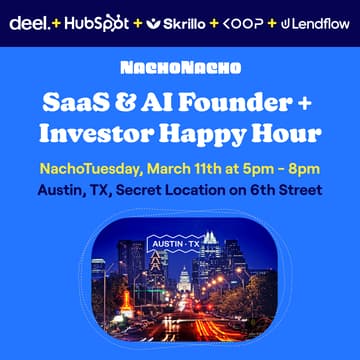 deel. + HubSpot + Skrillo + KOOP + Lendflow
NACHONACHO
SaaS & AI Founder +
Investor Happy Hour
NachoTuesday, March 11th at 5pm - 8pm
Austin, TX, Secret Location on 6th Street
AUSTIN · TX